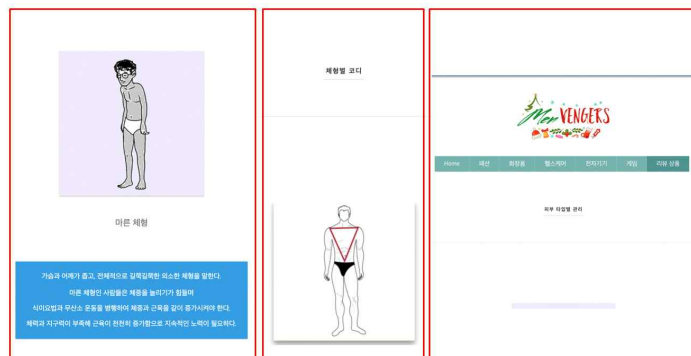 마른 체형
가슴과 어깨가 좁고, 전체적으로 길쭉길쭉한 외소한 체형을 말한다.
마른 체형인 사람들은 체중을 늘리기가 힘들며
식이요법과 무산소 운동을 병행하여 체중과 근육을 같이 증가시켜야 한다.
체력과 지구력이 부족해 근육이 천천히 증가함으로 지속적인 노력이 필요하다.
체형별 코디
Men VENGERS
Home 패션 화장품 헬스케어 전자기기 게임 리뷰 상품
피부 타입별 관리